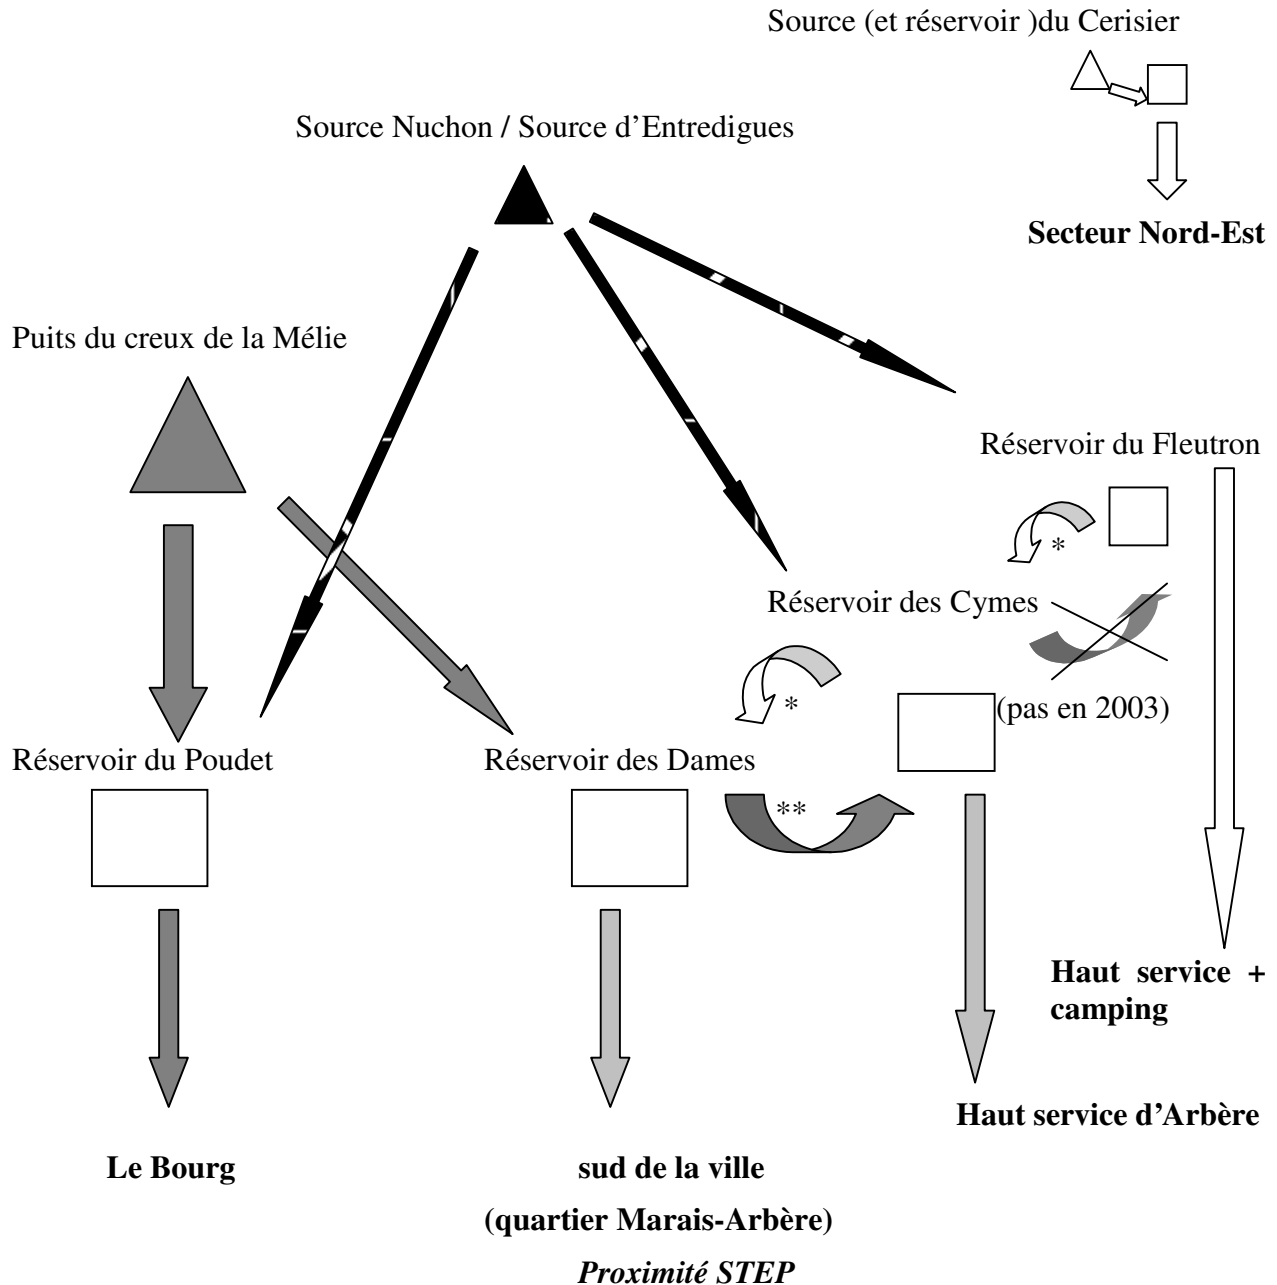 Source (et réservoir )du Cerisier
Source Nuchon / Source d'Entredigues
Secteur Nord-Est
Puits du creux de la Mélie
Réservoir du Fleutron
*
Réservoir des Cymes
*
(pas en 2003)
Réservoir du Poudet
Réservoir des Dames
**
Haut service +
camping
Haut service d'Arbère
Le Bourg
sud de la ville
(quartier Marais-Arbère)
Proximité STEP